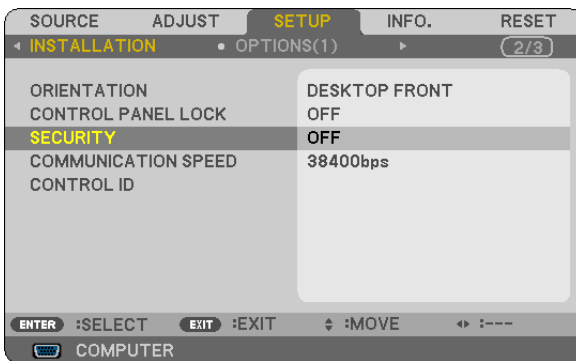 SOURCE ADJUST SETUP INFO. RESET
INSTALLATION • OPTIONS(1) 2/3
ORIENTATION DESKTOP FRONT
CONTROL PANEL LOCK OFF
SECURITY OFF
COMMUNICATION SPEED 38400bps
CONTROL ID
ENTER :SELECT EXIT :EXIT :MOVE :---
COMPUTER